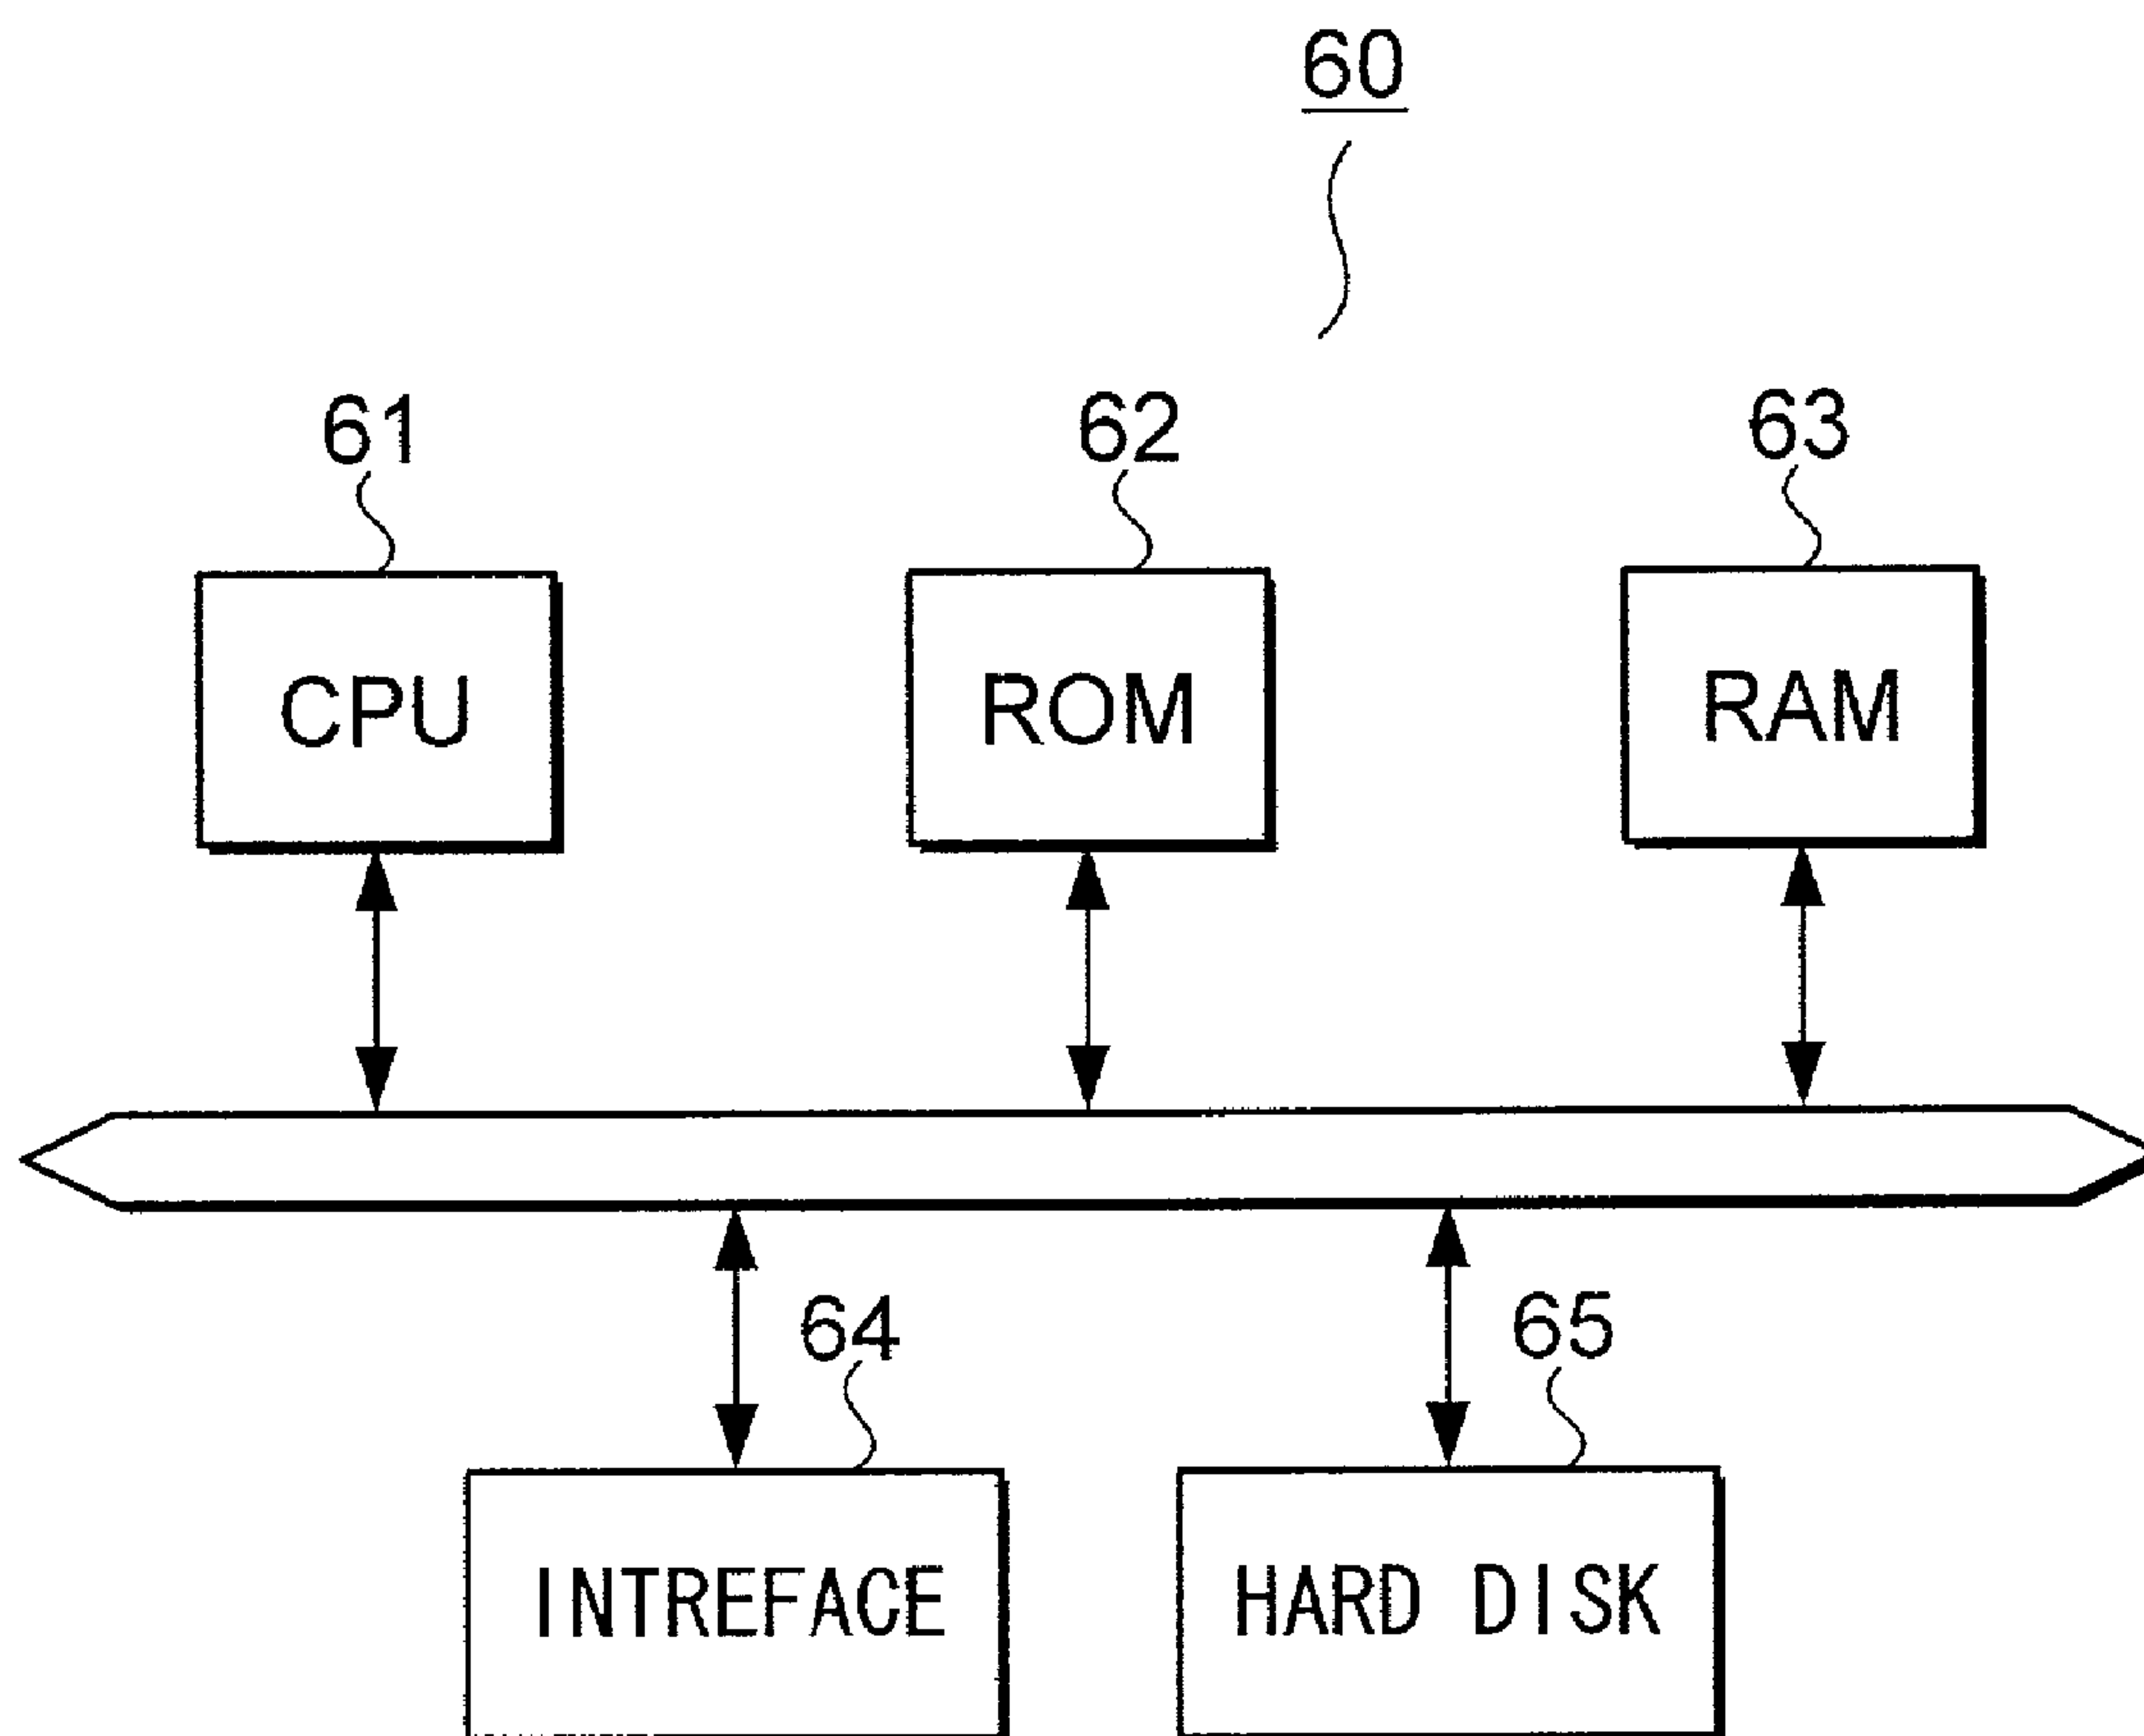 60
61 62 63
CPU ROM RAM
64 65
INTREFACE HARD DISK